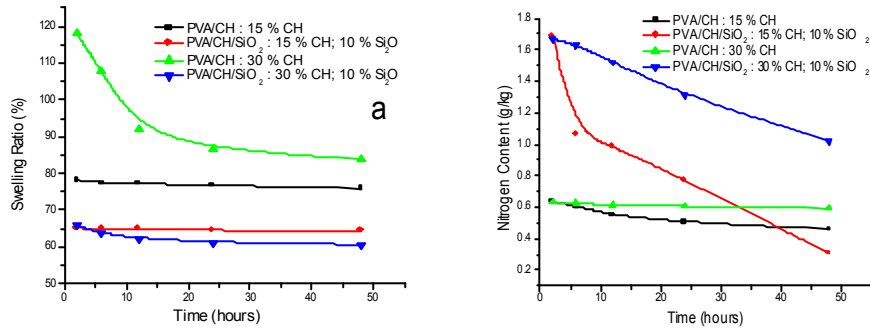 PVA/CH : 15 % CH
PVA/CH/SiO2 : 15 % CH; 10 % SiO
PVA/CH : 30 % CH
PVA/CH/SiO2 : 30 % CH; 10 % SiO
a
120
110
100
90
80
70
60
50
0
10
20
30
40
50
Swelling Ratio (%)
Time (hours)
PVA/CH : 15 % CH
PVA/CH/SiO2 : 15 % CH; 10 % SiO 2
PVA/CH : 30 % CH
PVA/CH/SiO2 : 30 % CH; 10 % SiO 2
1.8
1.6
1.4
1.2
1.0
0.8
0.6
0.4
0.2
0
10
20
30
40
50
Nitrogen Content (g/kg)
Time (hours)